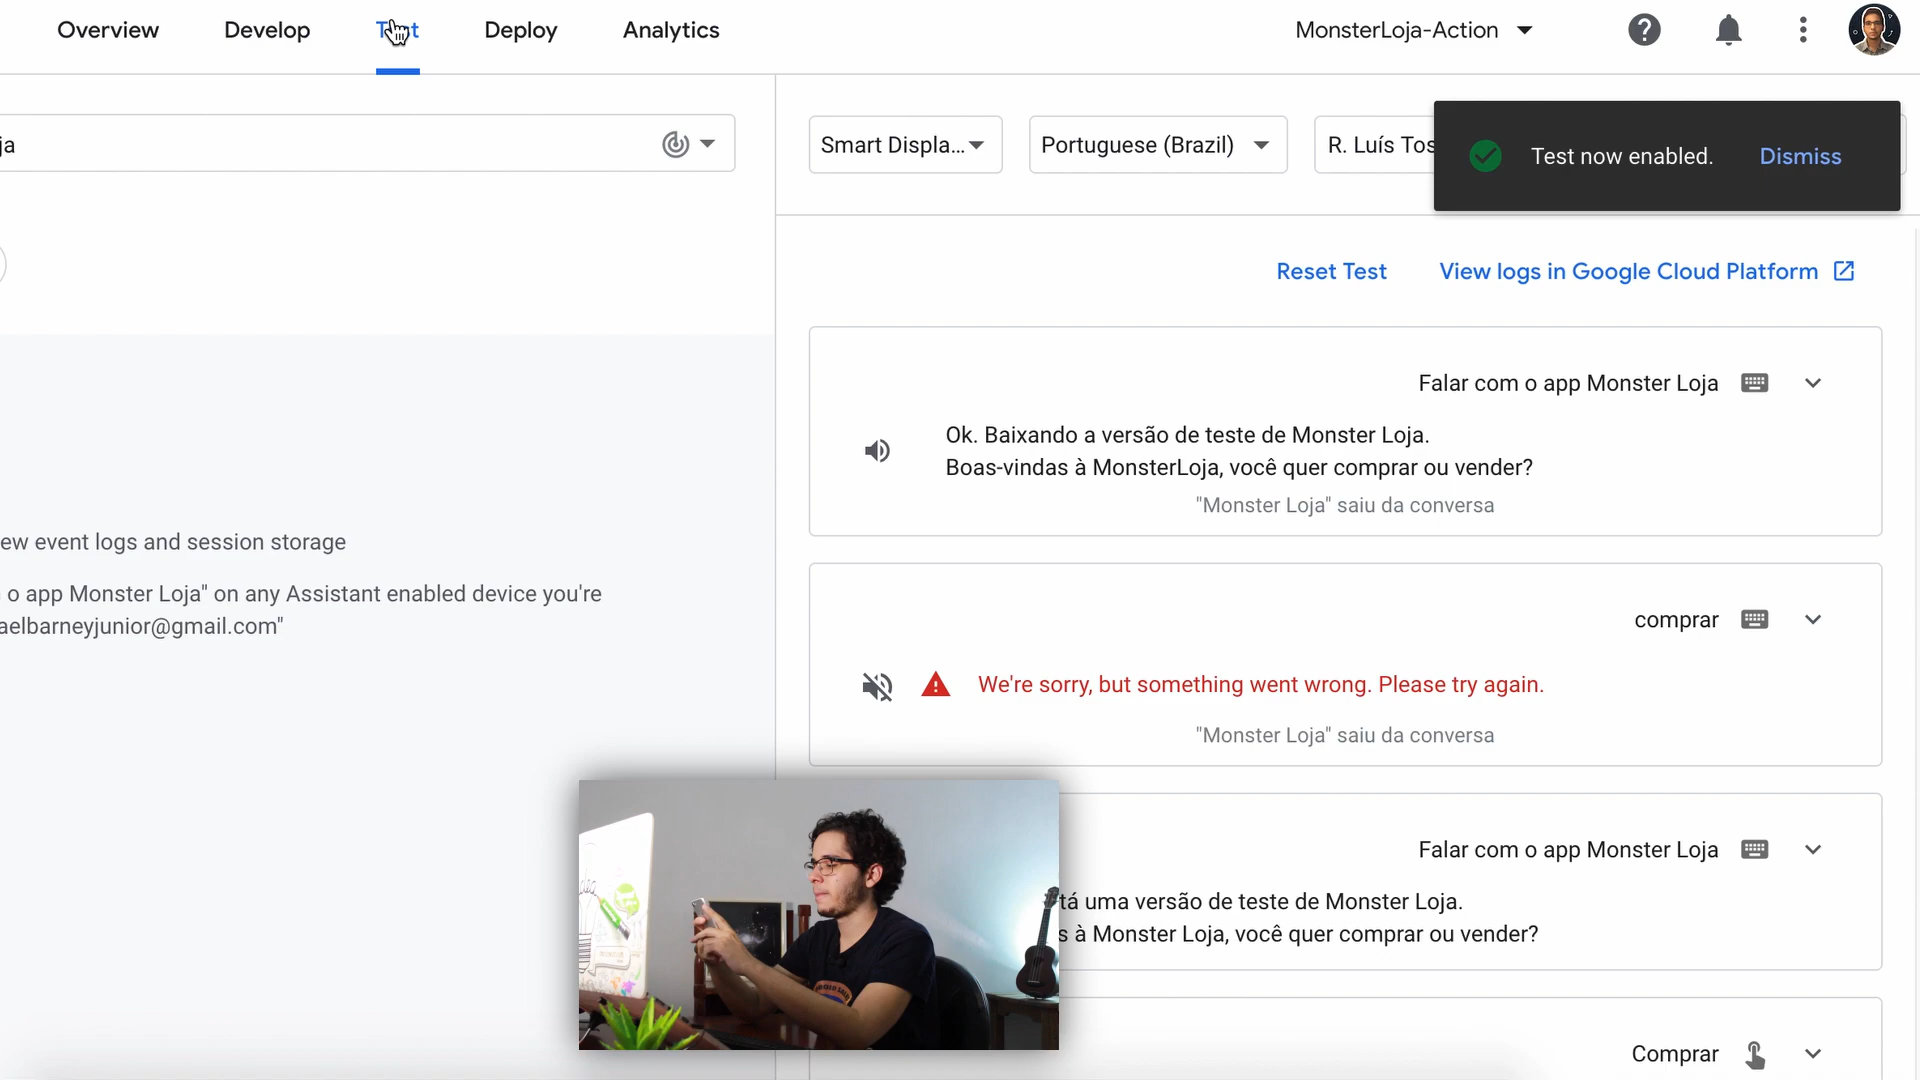 Overview Develop Test Deploy Analytics MonsterLoja-Action
ja
Smart Displa... Portuguese (Brazil) R. Luís Tos
Test now enabled. Dismiss
Reset Test View logs in Google Cloud Platform
Falar com o app Monster Loja
Ok. Baixando a versão de teste de Monster Loja.
Boas-vindas à MonsterLoja, você quer comprar ou vender?
"Monster Loja" saiu da conversa
ew event logs and session storage
o app Monster Loja" on any Assistant enabled device you're
aelbarneyjunior@gmail.com"
comprar
We're sorry, but something went wrong. Please try again.
"Monster Loja" saiu da conversa
Falar com o app Monster Loja
tá uma versão de teste de Monster Loja.
s à Monster Loja, você quer comprar ou vender?
Comprar